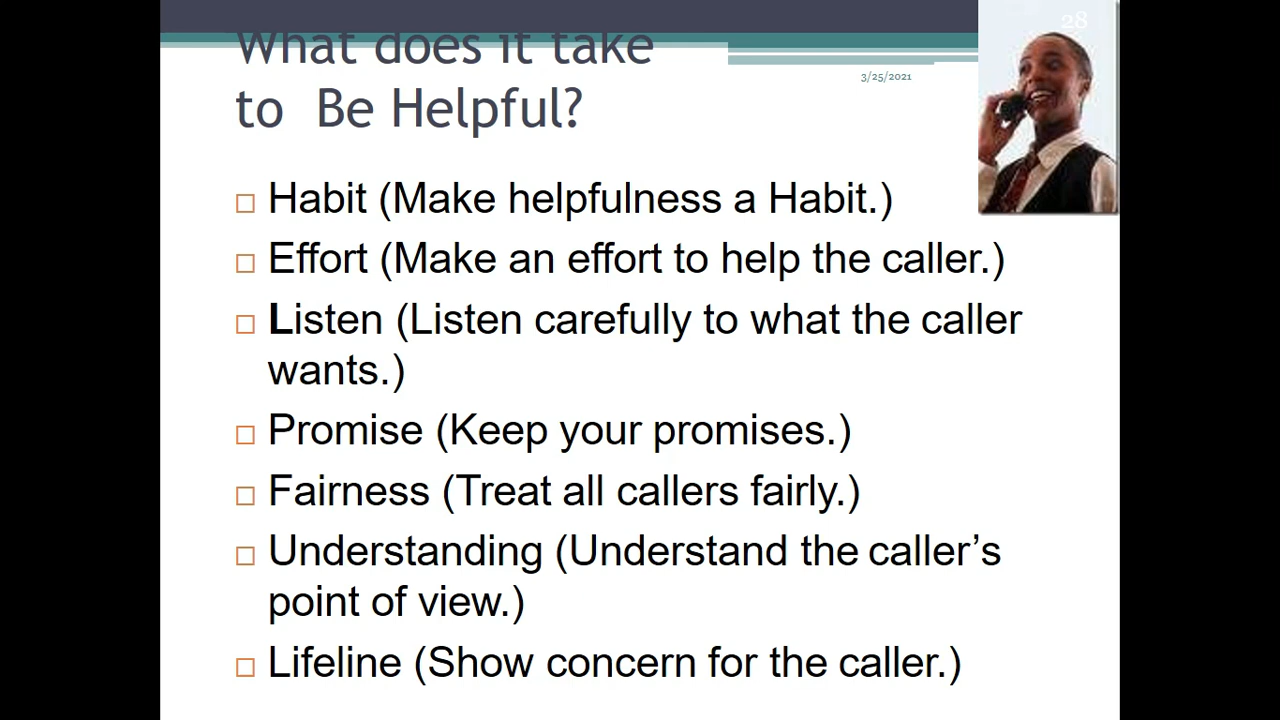 28
What does it take
to Be Helpful?
3/25/2021
□ Habit (Make helpfulness a Habit.)
□ Effort (Make an effort to help the caller.)
□ Listen (Listen carefully to what the caller
wants.)
□ Promise (Keep your promises.)
□ Fairness (Treat all callers fairly.)
□ Understanding (Understand the caller’s
point of view.)
□ Lifeline (Show concern for the caller.)